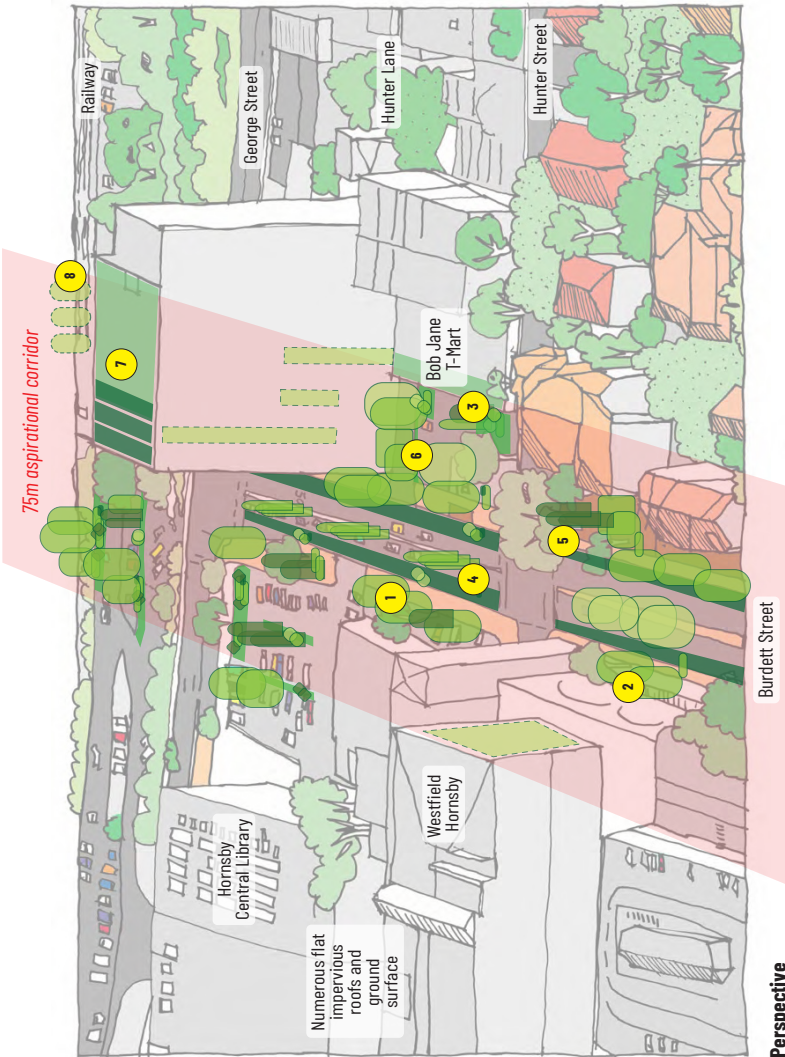 75m aspirational corridor
Railway
George Street
Hunter Lane
Hunter Street
8
7
Bob Jane
T-Mart
3
6
5
4
1
2
Hornsby
Central Library
Westfield
Hornsby
Numerous flat
impervious
roofs and
ground
surface
Burdett Street
Perspective